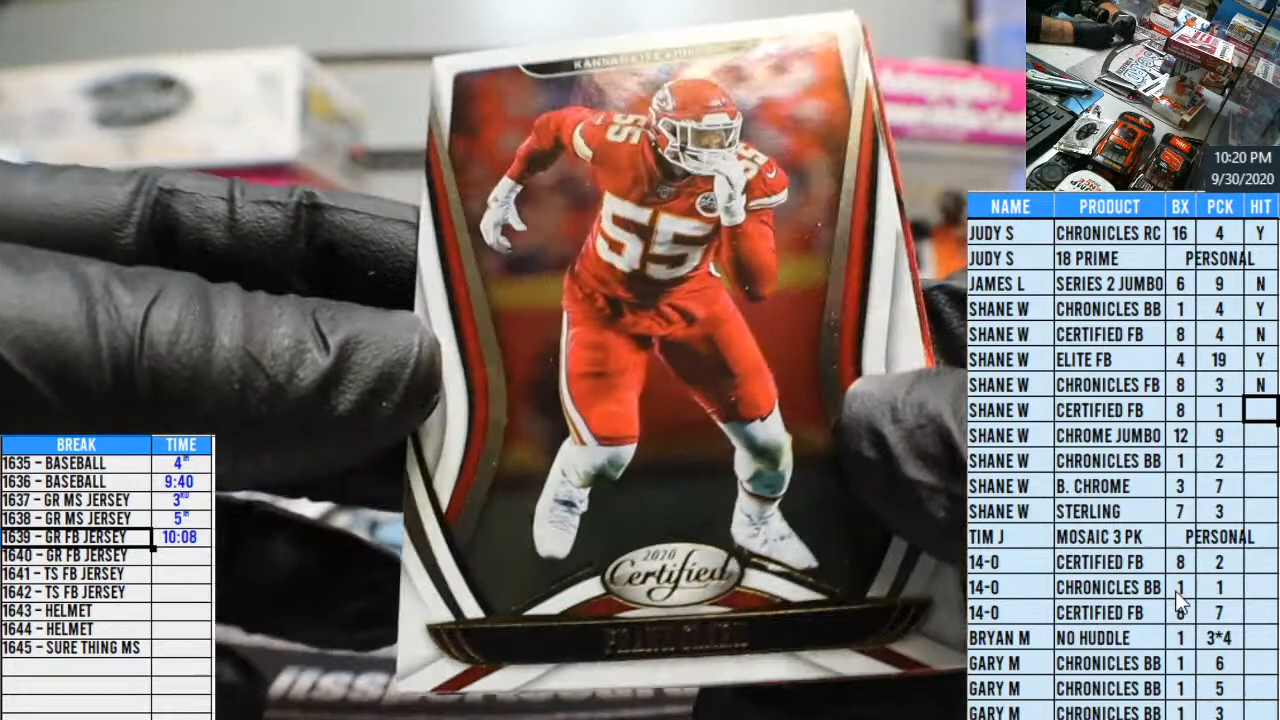 55
55
2020
Certified
10:20 PM
9/30/2020
NAME PRODUCT BX PCK HIT
JUDY S CHRONICLES RC 16 4 Y
JUDY S 18 PRIME PERSONAL
JAMES L SERIES 2 JUMBO 6 9 N
SHANE W CHRONICLES BB 1 4 Y
SHANE W CERTIFIED FB 8 4 N
SHANE W ELITE FB 4 19 Y
SHANE W CHRONICLES FB 8 3 N
SHANE W CERTIFIED FB 8 1
SHANE W CHROME JUMBO 12 9
SHANE W CHRONICLES BB 1 2
SHANE W B. CHROME 3 7
SHANE W STERLING 7 3
TIM J MOSAIC 3 PK PERSONAL
14-0 CERTIFIED FB 8 2
14-0 CHRONICLES BB 1 1
14-0 CERTIFIED FB 8 7
BRYAN M NO HUDDLE 1 3*4
GARY M CHRONICLES BB 1 6
GARY M CHRONICLES BB 1 5
GARY M CHRONICLES BB 1 3
BREAK TIME
1635 - BASEBALL 4TH
1636 - BASEBALL 9:40
1637 - GR MS JERSEY 3RD
1638 - GR MS JERSEY 5TH
1639 - GR FB JERSEY 10:08
1640 - GR FB JERSEY
1641 - TS FB JERSEY
1642 - TS FB JERSEY
1643 - HELMET
1644 - HELMET
1645 - SURE THING MS